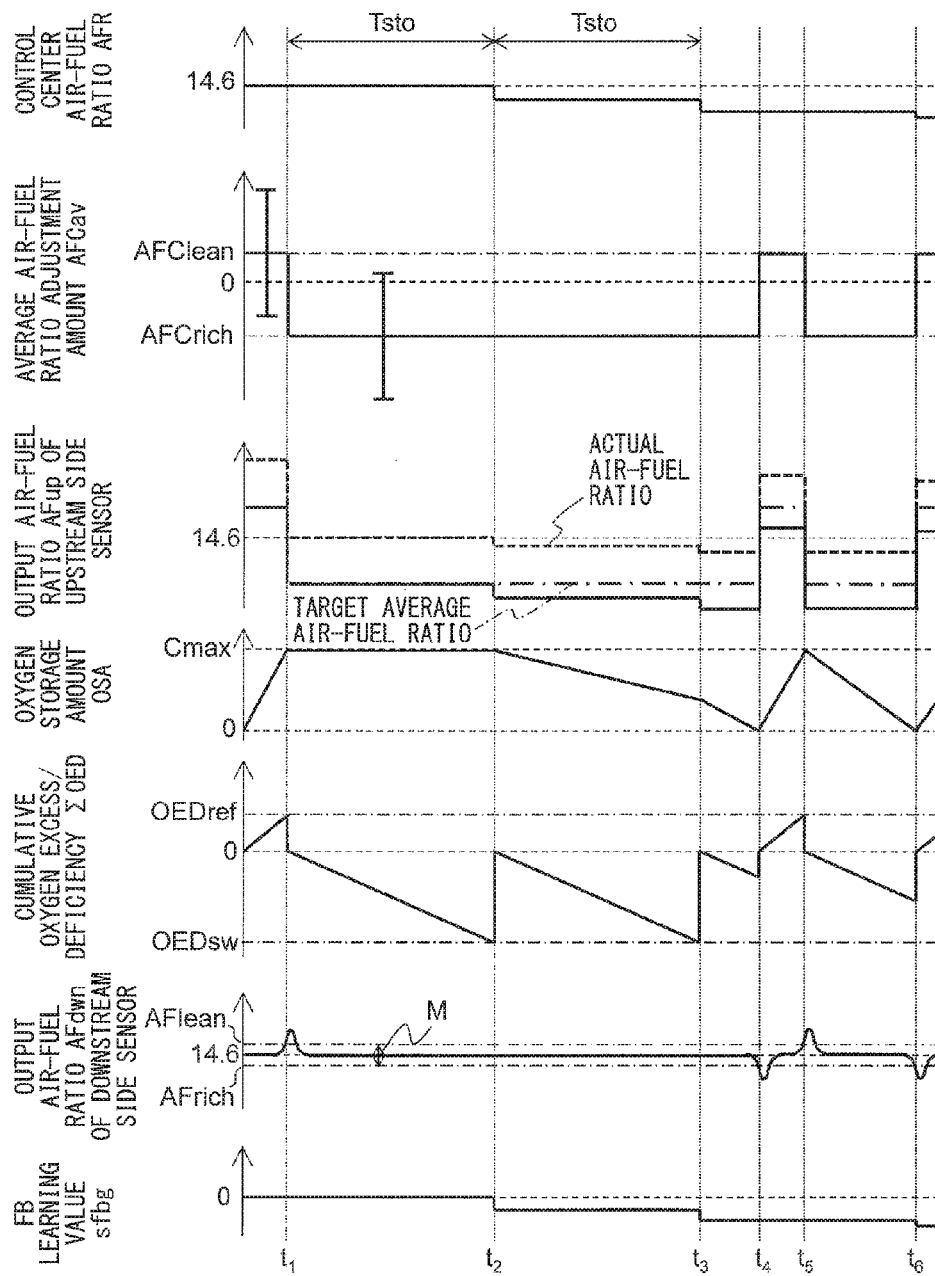 Tsto
Tsto
CONTROL
CENTER
AIR-FUEL
RATIO AFR
14.6
AVERAGE AIR-FUEL
RATIO ADJUSTMENT
AMOUNT AFCav
AFClean
0
AFCrich
OUTPUT AIR-FUEL
RATIO AFup OF
UPSTREAM SIDE
SENSOR
14.6
ACTUAL
AIR-FUEL
RATIO
TARGET AVERAGE
AIR-FUEL RATIO
OXYGEN
STORAGE
AMOUNT
OSA
Cmax
0
CUMULATIVE
OXYGEN EXCESS/
DEFICIENCY ΣOED
OEDref
0
OEDsw
OUTPUT
AIR-FUEL
RATIO AFdwn
OF DOWNSTREAM
SIDE SENSOR
AFlean
14.6
AFrich
M
FB
LEARNING
VALUE
sfbg
0
t1 t2 t3 t4 t5 t6